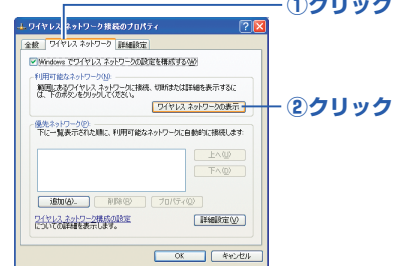 ①クリック
ワイヤレス ネットワーク接続のプロパティ
全般 ワイヤレス ネットワーク 詳細設定
Windows でワイヤレス ネットワークの設定を構成する(W)
利用可能なネットワーク(N)
範囲にあるワイヤレス ネットワークに接続、切断または詳細を表示するに
は、下のボタンをクリックしてください。
ワイヤレス ネットワークの表示
②クリック
優先ネットワーク(P)
下に一覧表示された順に、利用可能なネットワークに自動的に接続します
上へ(U)
下へ(D)
追加(A)... 削除(R) プロパティ(O)
ワイヤレス ネットワーク構成の設定
についての詳細を表示します。
詳細設定(V)
OK キャンセル